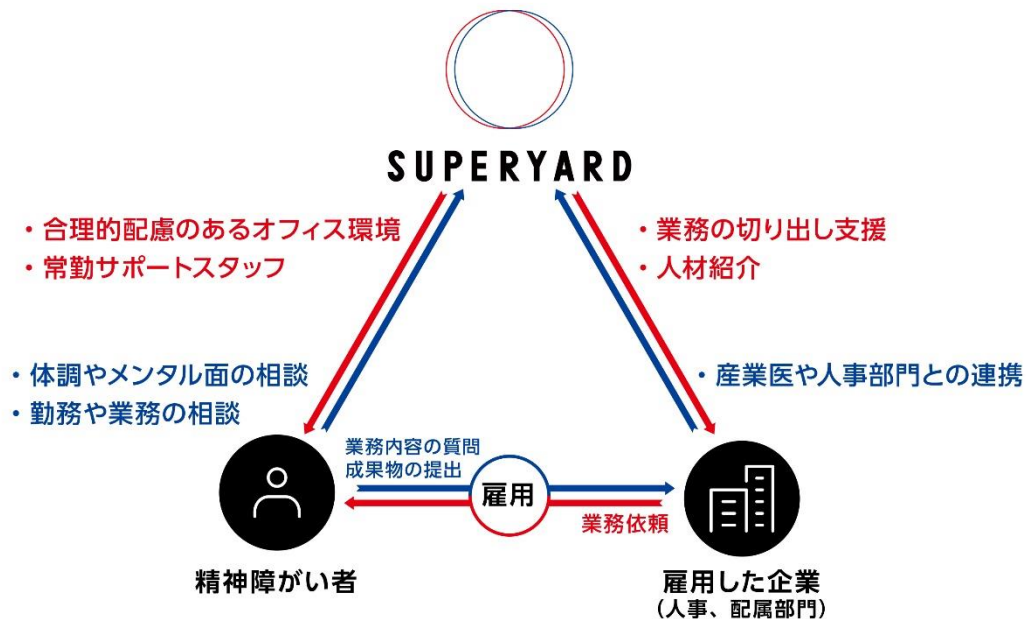 SUPERYARD
・合理的配慮のあるオフィス環境
・常勤サポートスタッフ
・業務の切り出し支援
・人材紹介
・体調やメンタル面の相談
・勤務や業務の相談
・産業医や人事部門との連携
業務内容の質問
成果物の提出
雇用
業務依頼
精神障がい者
雇用した企業
(人事、配属部門)